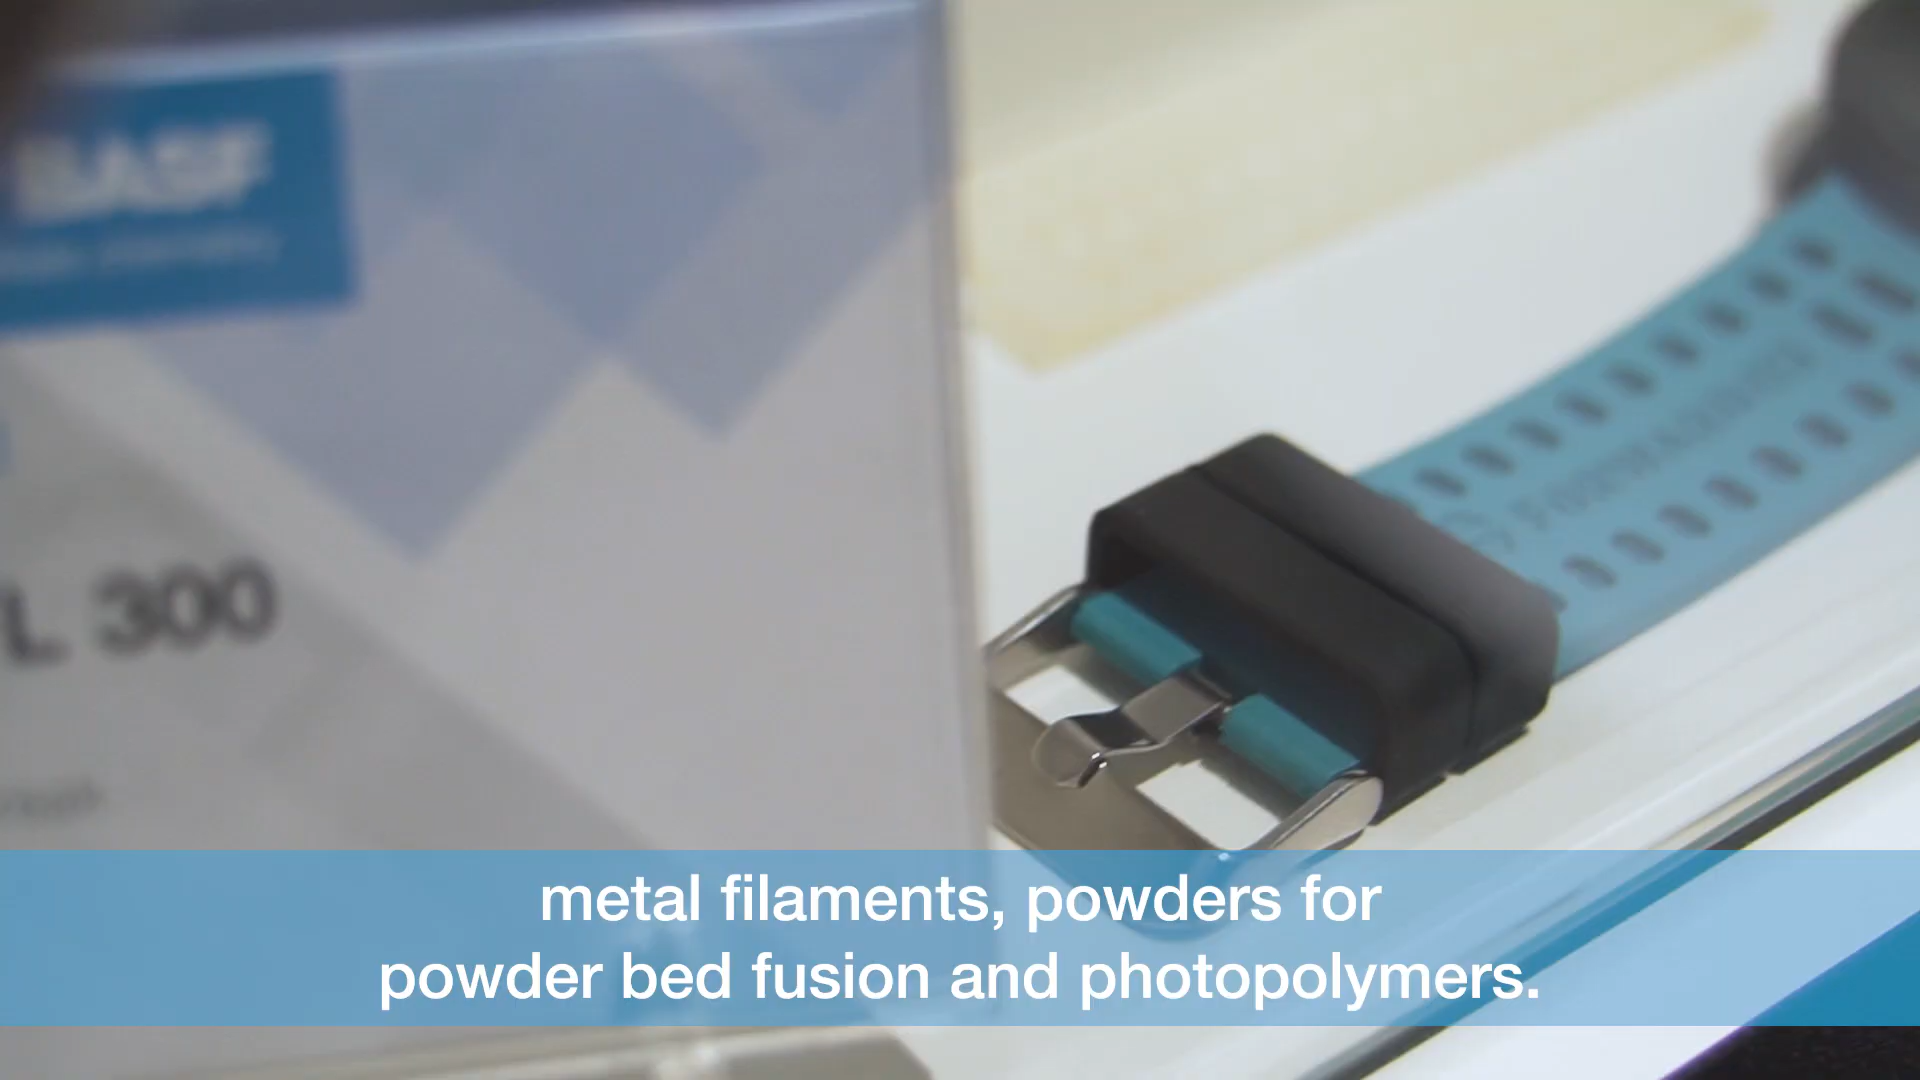 BASF
L 300
metal filaments, powders for
powder bed fusion and photopolymers.